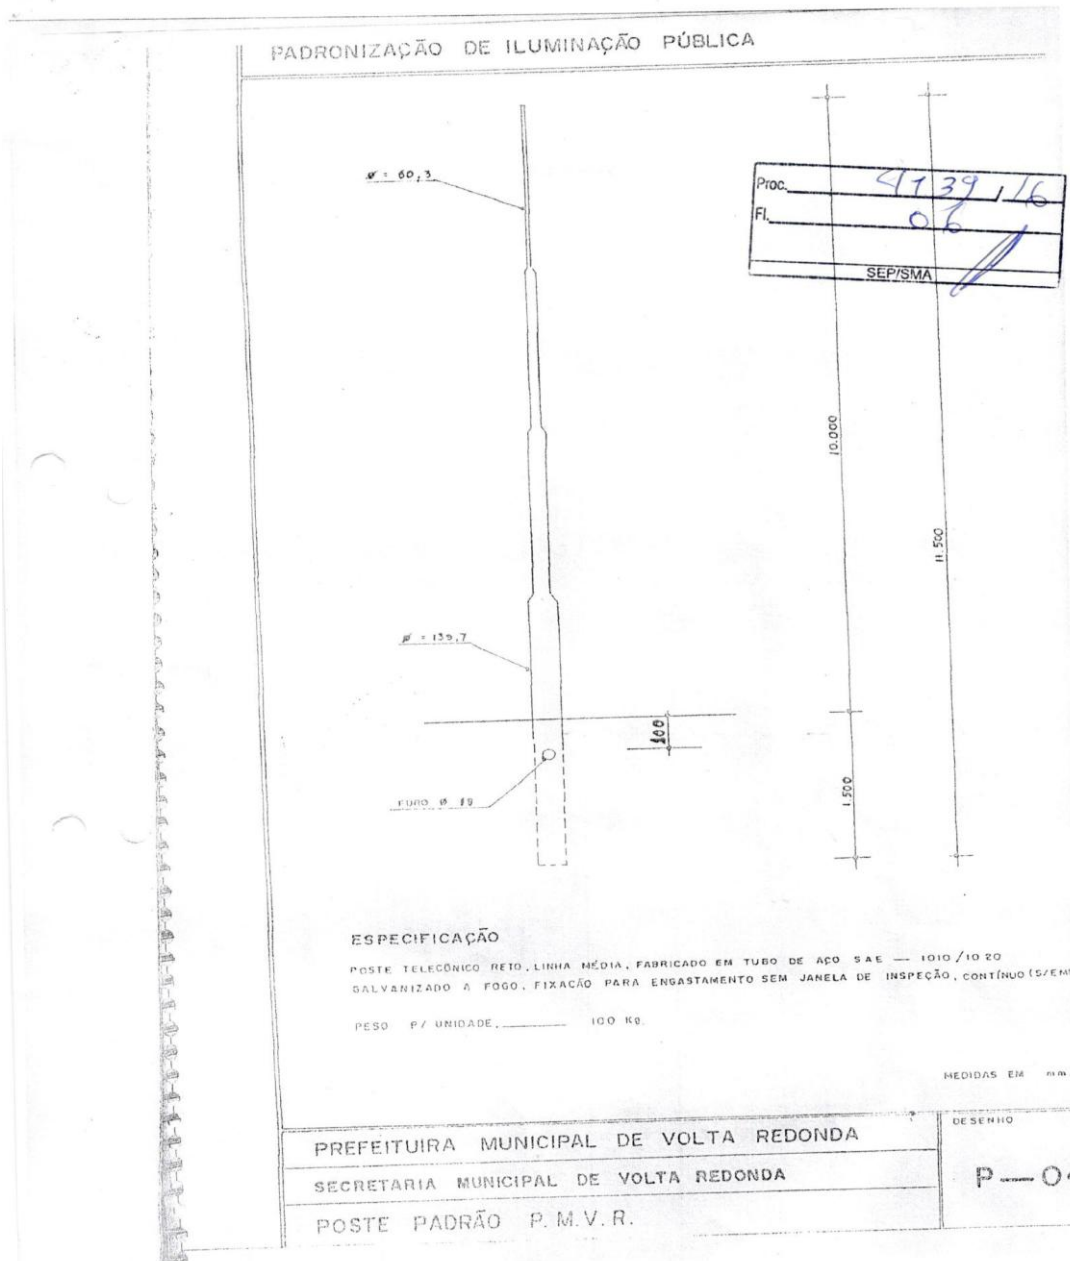 PADRONIZAÇÃO DE ILUMINAÇÃO PÚBLICA
Ø = 60,3
Proc. 4139 / 16
Fl. 06
SEP/SMA
10.000
11.500
Ø = 139,7
FURO Ø 19
1.500
ESPECIFICAÇÃO
POSTE TELECÔNICO RETO, LINHA MÉDIA, FABRICADO EM TUBO DE AÇO SAE — 1010/1020
GALVANIZADO A FOGO. FIXACÃO PARA ENGASTAMENTO SEM JANELA DE INSPEÇÃO, CONTÍNUO (S/EM
PESO P/ UNIDADE. 100 KG.
MEDIDAS EM mm
PREFEITUIRA MUNICIPAL DE VOLTA REDONDA
DESENHO
SECRETARIA MUNICIPAL DE VOLTA REDONDA
P—04
POSTE PADRÃO P.M.V.R.